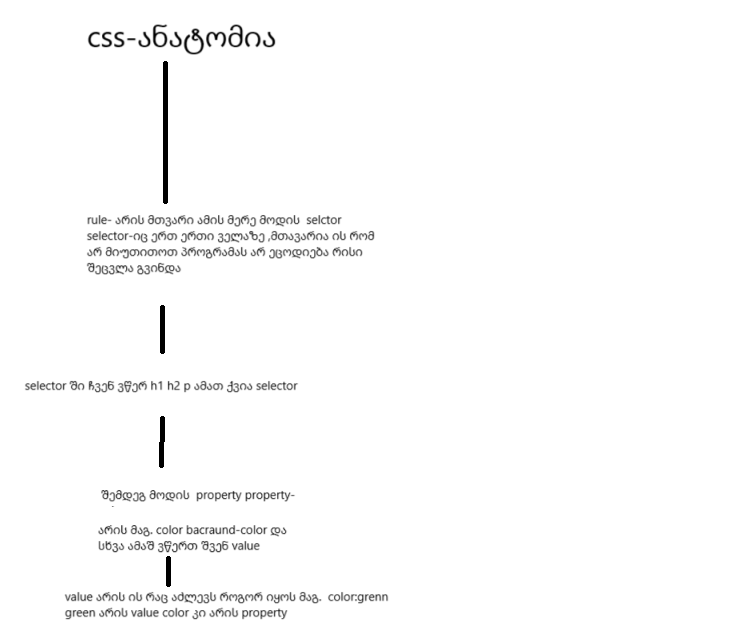 css-ანატომია
rule- არის მთვარი ამის მერე მოდის selctor
selector-იც ერთ ერთი ველაზე ,მთავარია ის რომ
არ მიუთითოთ პროგრამას არ ეცოდიება რისი
შეცვლა გვინდა
selector ში ჩვენ ვწერ h1 h2 p ამათ ქვია selector
შემდეგ მოდის property property-
არის მაგ. color bacraund-color და
სხვა ამაშ ვწერთ შვენ value
value არის ის რაც აძლევს როგორ იყოს მაგ. color:grenn
green არის value color კი არის property